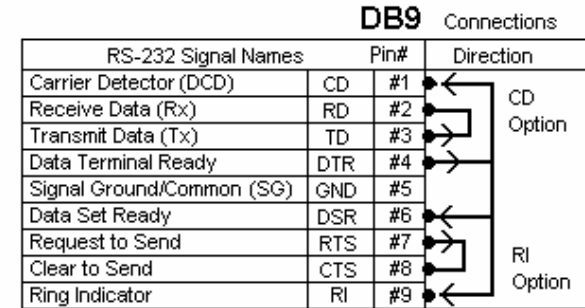 DB9 Connections
RS-232 Signal Names Pin# Direction
Carrier Detector (DCD) CD #1
CD
Receive Data (Rx) RD #2
Option
Transmit Data (Tx) TD #3
Data Terminal Ready DTR #4
Signal Ground/Common (SG) GND #5
Data Set Ready DSR #6
Request to Send RTS #7
RI
Clear to Send CTS #8
Option
Ring Indicator RI #9